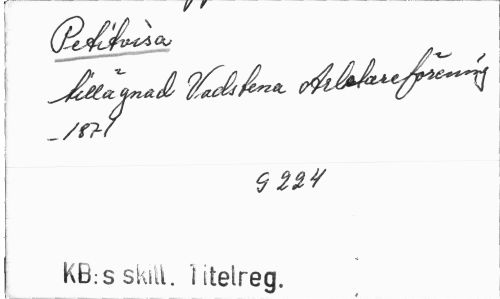 Petitvisa
tillägnad Vadstena Arbetareförening
- 1871
G 224
KB:s skill. Titelreg.